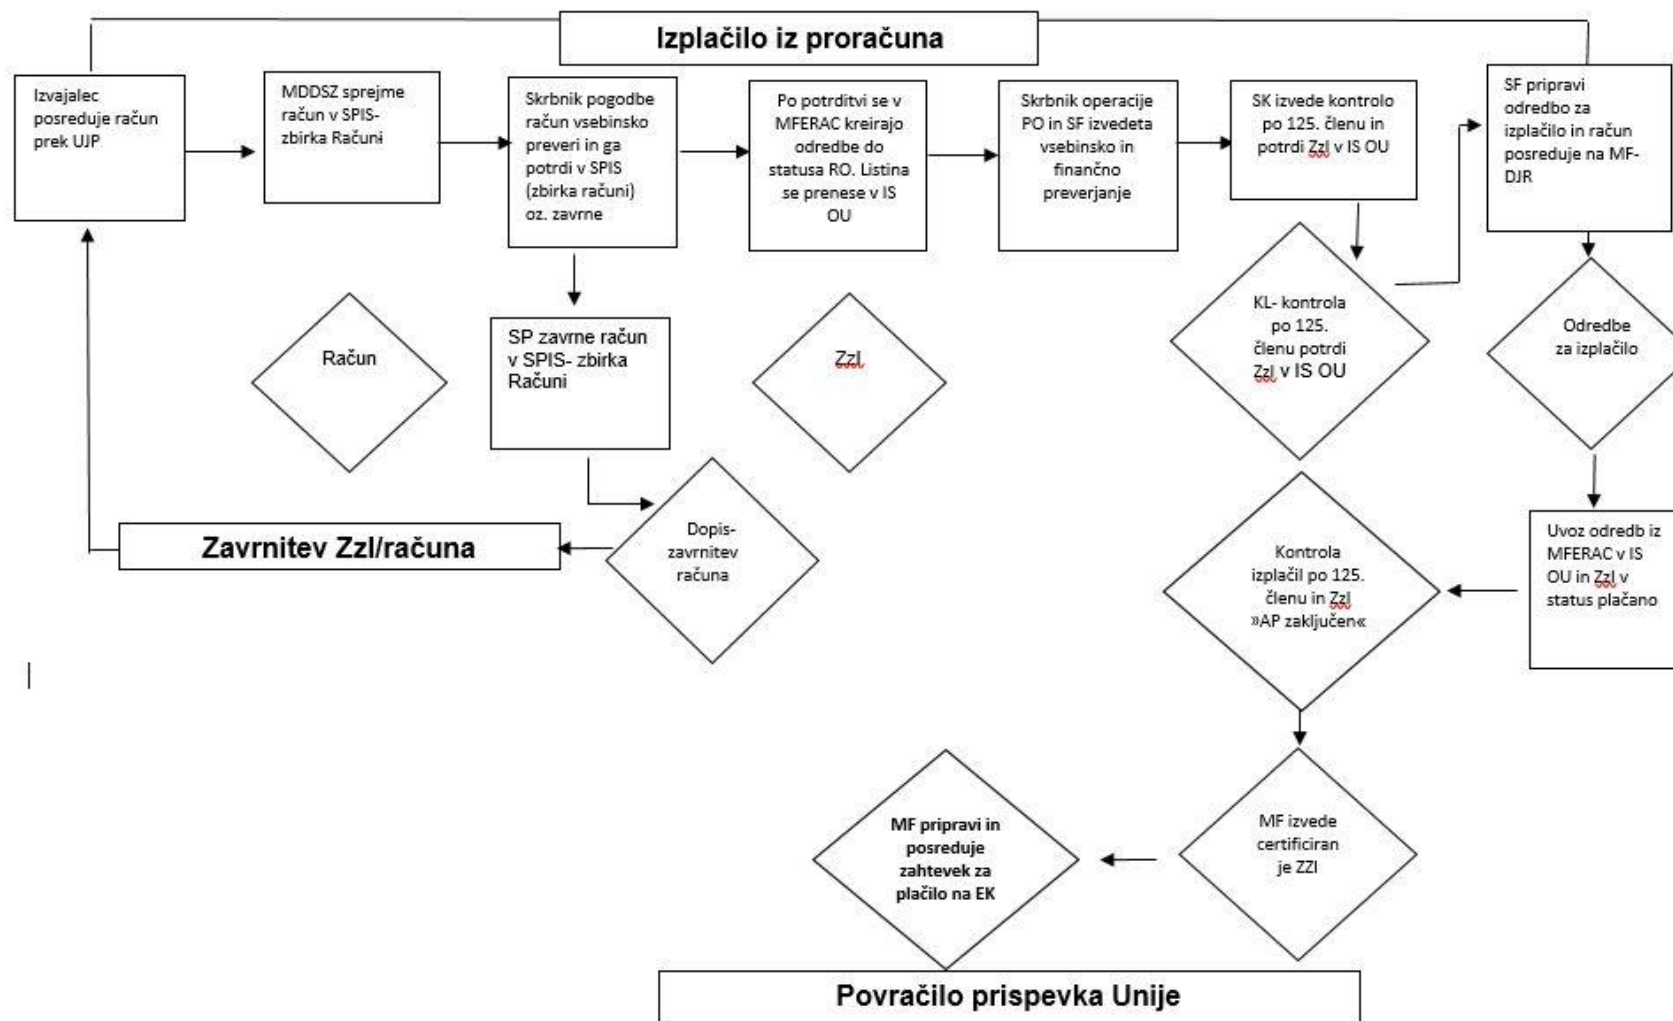 Izplačilo iz proračuna
Izvajalec
posreduje račun
prek UJP
MDDSZ sprejme
račun v SPIS-
zbirka Računi
Skrbnik pogodbe
račun vsebinsko
preveri in ga
potrdi v SPIS
(zbirka računi)
oz. zavrne
Po potrditvi se v
MFERAC kreirajo
odredbe do
statusa RO. Listina
se prenese v IS
OU
Skrbnik operacije
PO in SF izvedeta
vsebinsko in
finančno
preverjanje
SK izvede kontrolo
po 125. členu in
potrdi ZzI v IS OU
SF pripravi
odredbo za
izplačilo in račun
posreduje na MF-
DJR
Račun
SP zavrne račun
v SPIS- zbirka
Računi
ZzI
KL- kontrola
po 125.
členu potrdi
ZzI v IS OU
Odredbe
za izplačilo
Zavrnitev ZzI/računa
Dopis-
zavrnitev
računa
Kontrola
izplačil po 125.
členu in ZzI
»AP zaključen«
Uvoz odredb iz
MFERAC v IS
OU in ZzI v
status plačano
MF pripravi in
posreduje
zahtevek za
plačilo na EK
MF izvede
certificiran
je ZZI
Povračilo prispevka Unije